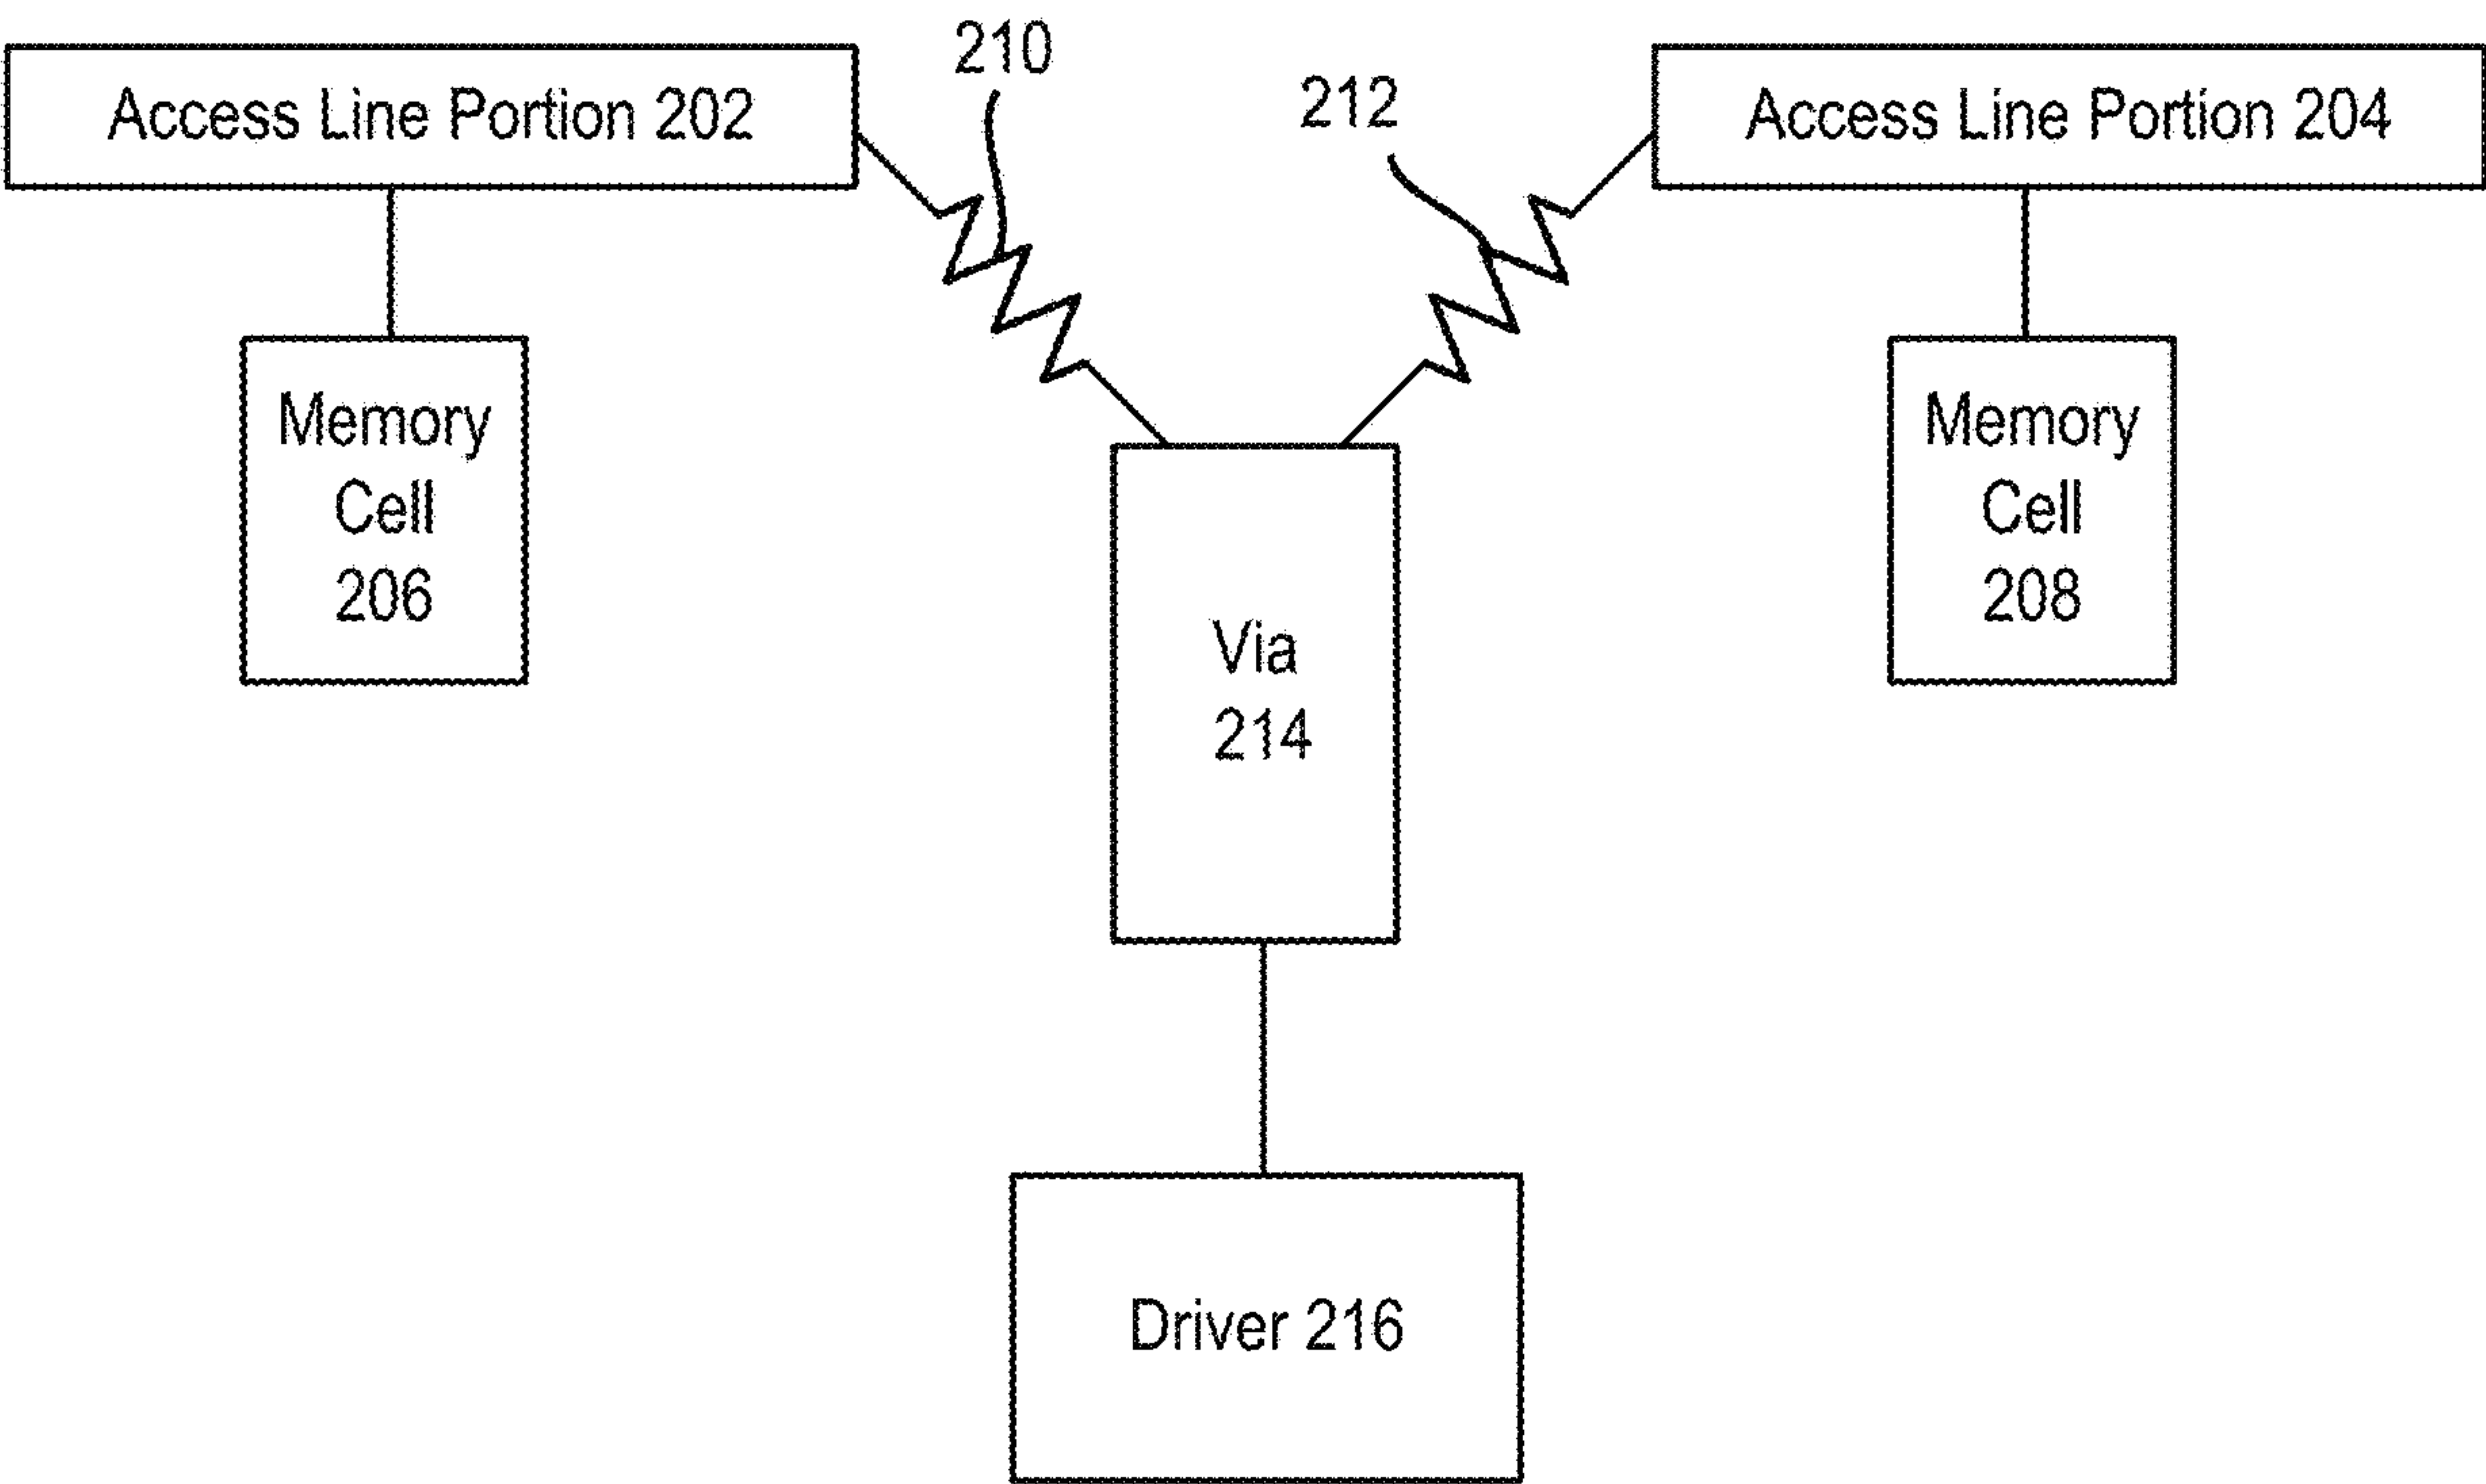 210
212
Access Line Portion 202
Access Line Portion 204
Memory
Cell
206
Memory
Cell
208
Via
214
Driver 216